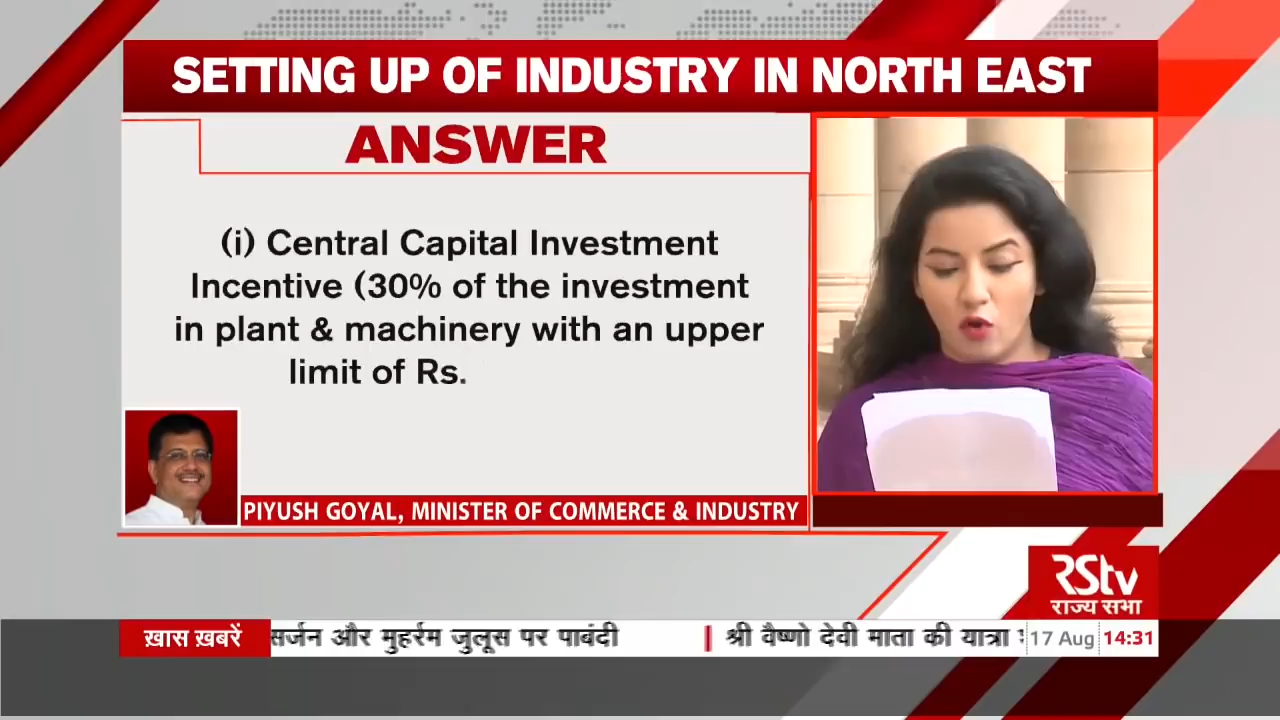 SETTING UP OF INDUSTRY IN NORTH EAST
ANSWER
(i) Central Capital Investment
Incentive (30% of the investment
in plant & machinery with an upper
limit of Rs.
PIYUSH GOYAL, MINISTER OF COMMERCE & INDUSTRY
RStv
राज्य सभा
ख़ास ख़बरें
सर्जन और मुहर्रम जुलूस पर पाबंदी | श्री वैष्णो देवी माता की यात्रा 17 Aug 14:31